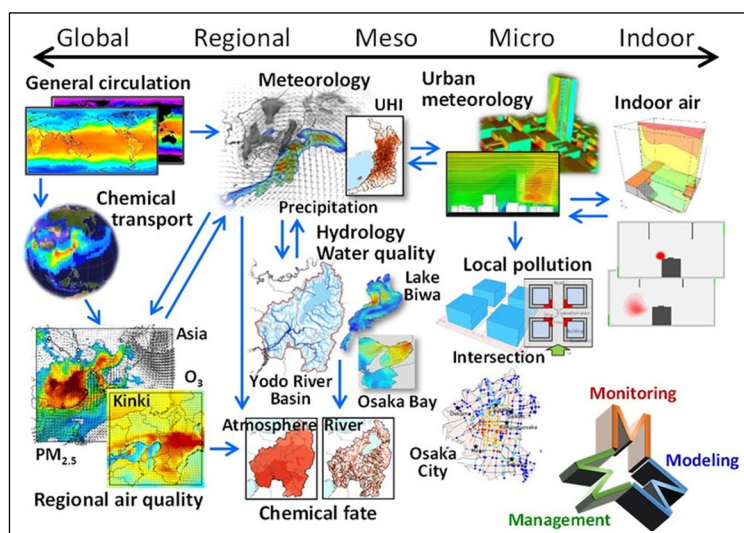 Global Regional Meso Micro Indoor
General circulation
Meteorology
UHI
Urban
meteorology
Indoor air
Chemical
transport
Precipitation
Hydrology
Water quality
Lake
Biwa
Local pollution
Intersection
Asia
O3
Kinki
PM2.5
Regional air quality
Yodo River
Basin
Osaka Bay
Atmosphere River
Chemical fate
Osaka
City
Monitoring
Modeling
Management